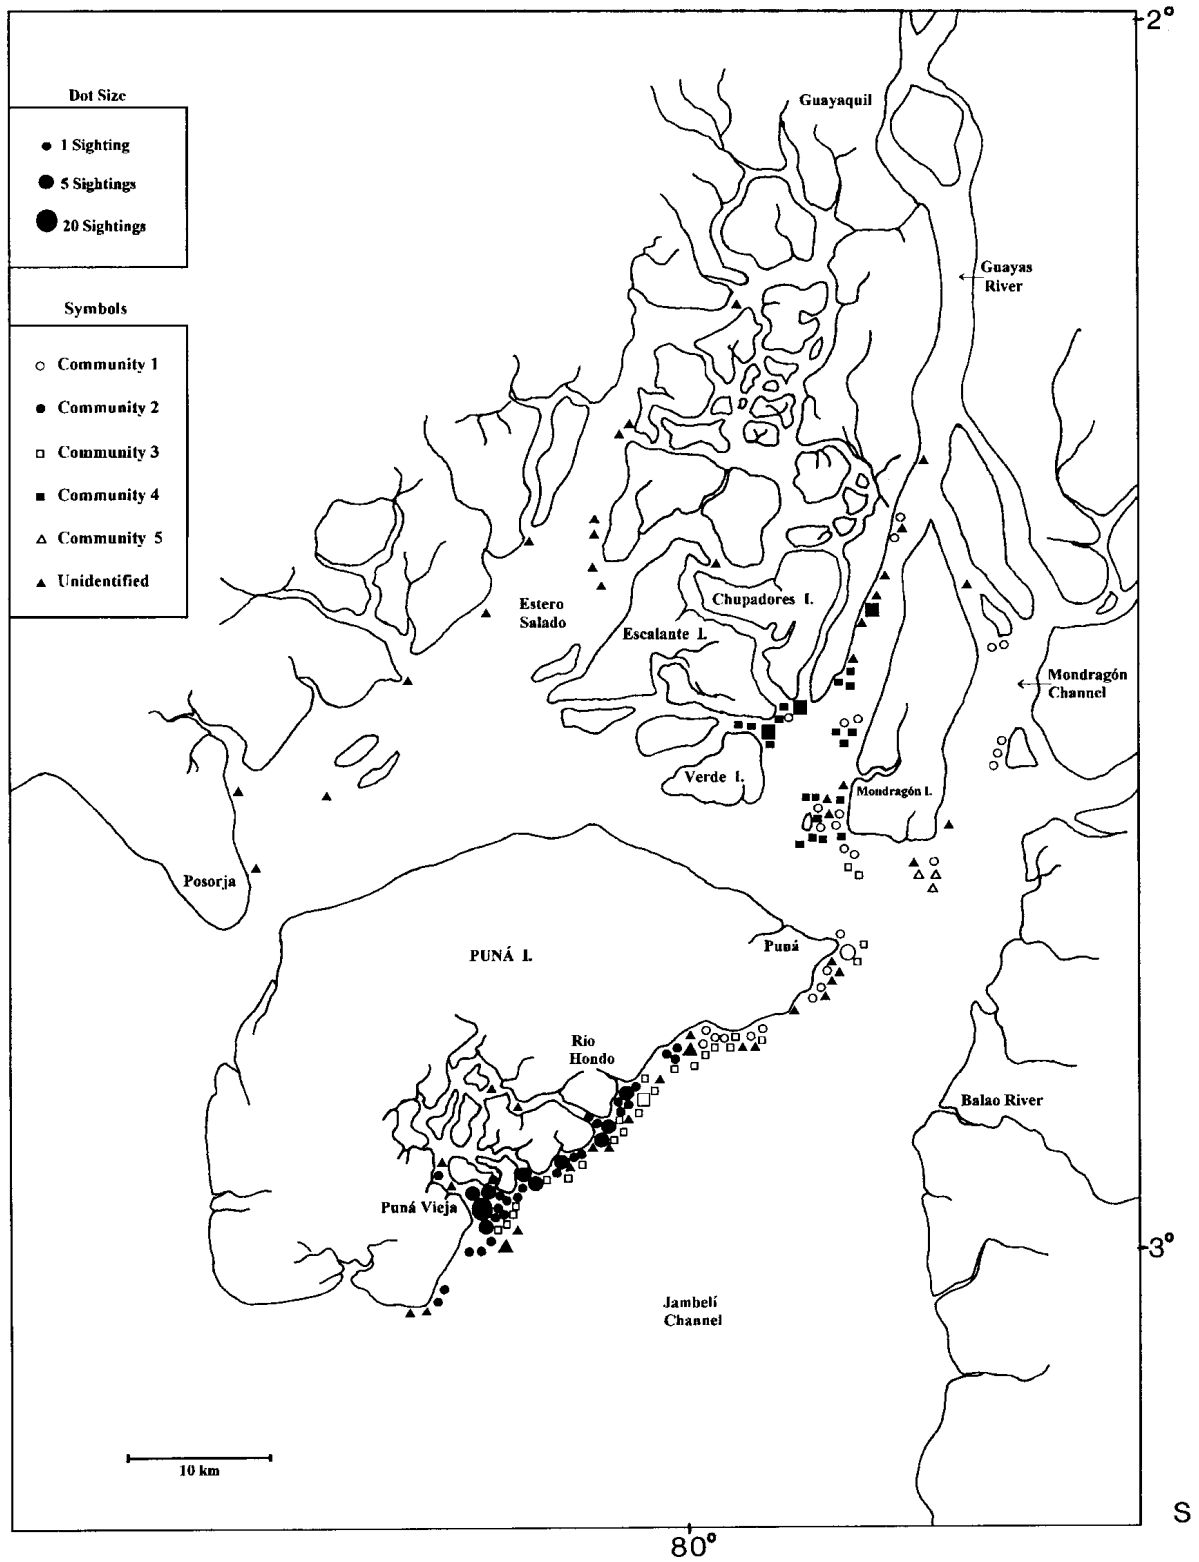 2°
Dot Size
1 Sighting
5 Sightings
20 Sightings
Symbols
Community 1
Community 2
Community 3
Community 4
Community 5
Unidentified
Guayaquil
Guayas
River
Estero
Salado
Chupadores I.
Escalante I.
Mondragón
Channel
Verde I.
Mondragón I.
Posorja
PUNÁ I.
Puná
Río
Hondo
Balao River
Puná Vieja
3°
Jambelí
Channel
10 km
S
80°